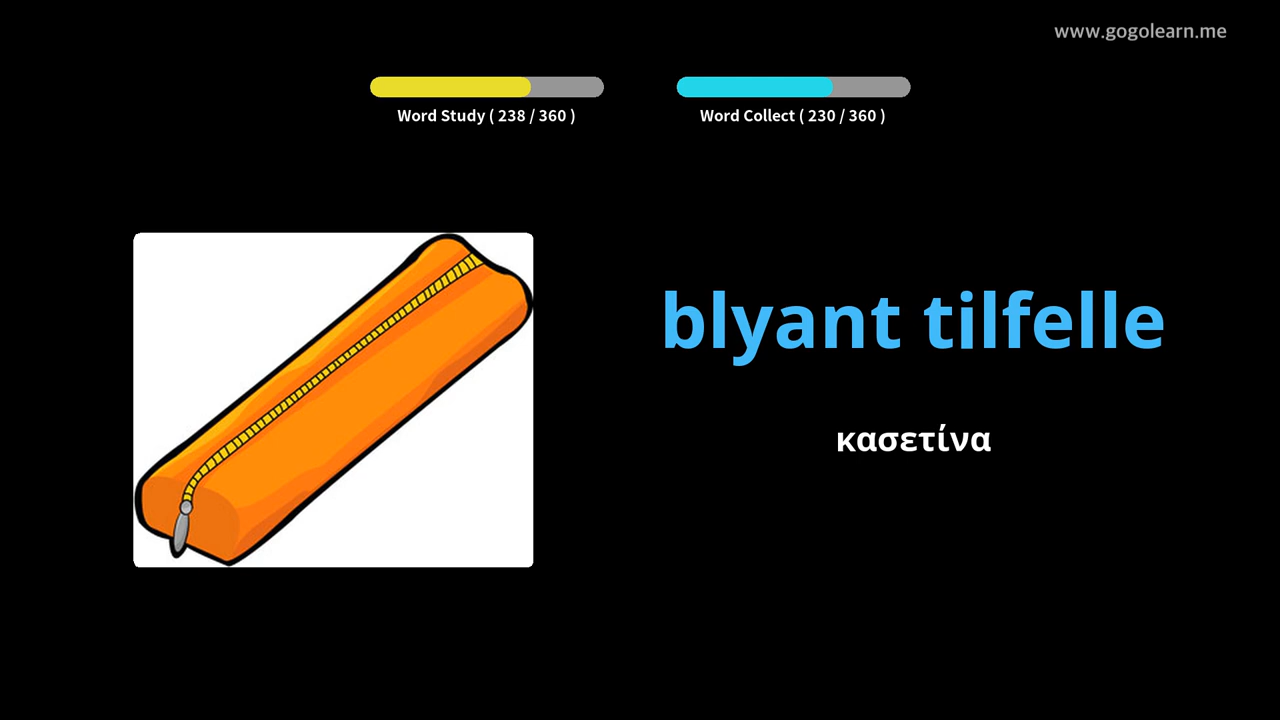 www.gogolearn.me
Word Study ( 238 / 360 )
Word Collect ( 230 / 360 )
blyant tilfelle
κασετίνα